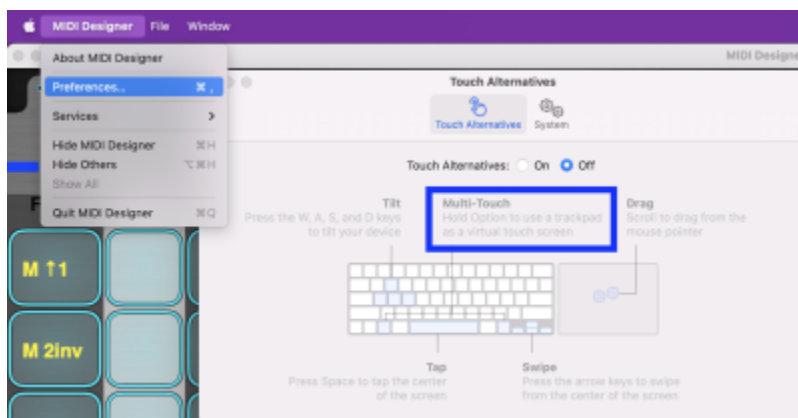 MIDI Designer File Window
MIDI Designe
About MIDI Designer
Preferences... ⌘ ,
Services >
Hide MIDI Designer ⌘H
Hide Others ⌥⌘H
Show All
Quit MIDI Designer ⌘Q
F
M ↑1
M 2inv
Touch Alternatives
Touch Alternatives System
Touch Alternatives: On Off
Tilt
Press the W, A, S, and D keys
to tilt your device
Multi-Touch
Hold Option to use a trackpad
as a virtual touch screen
Drag
Scroll to drag from the
mouse pointer
Tap
Press Space to tap the center
of the screen
Swipe
Press the arrow keys to swipe
from the center of the screen